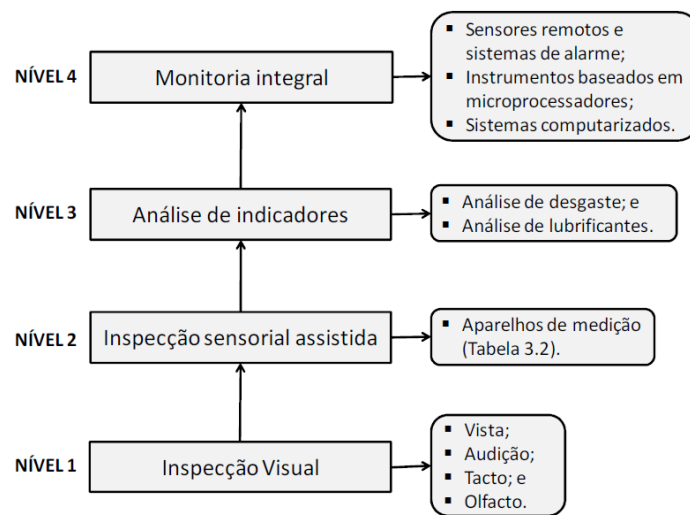 NÍVEL 4
Monitoria integral
▪ Sensores remotos e
sistemas de alarme;
▪ Instrumentos baseados em
microprocessadores;
▪ Sistemas computarizados.
NÍVEL 3
Análise de indicadores
▪ Análise de desgaste; e
▪ Análise de lubrificantes.
NÍVEL 2
Inspecção sensorial assistida
▪ Aparelhos de medição
(Tabela 3.2).
NÍVEL 1
Inspecção Visual
▪ Vista;
▪ Audição;
▪ Tacto; e
▪ Olfacto.